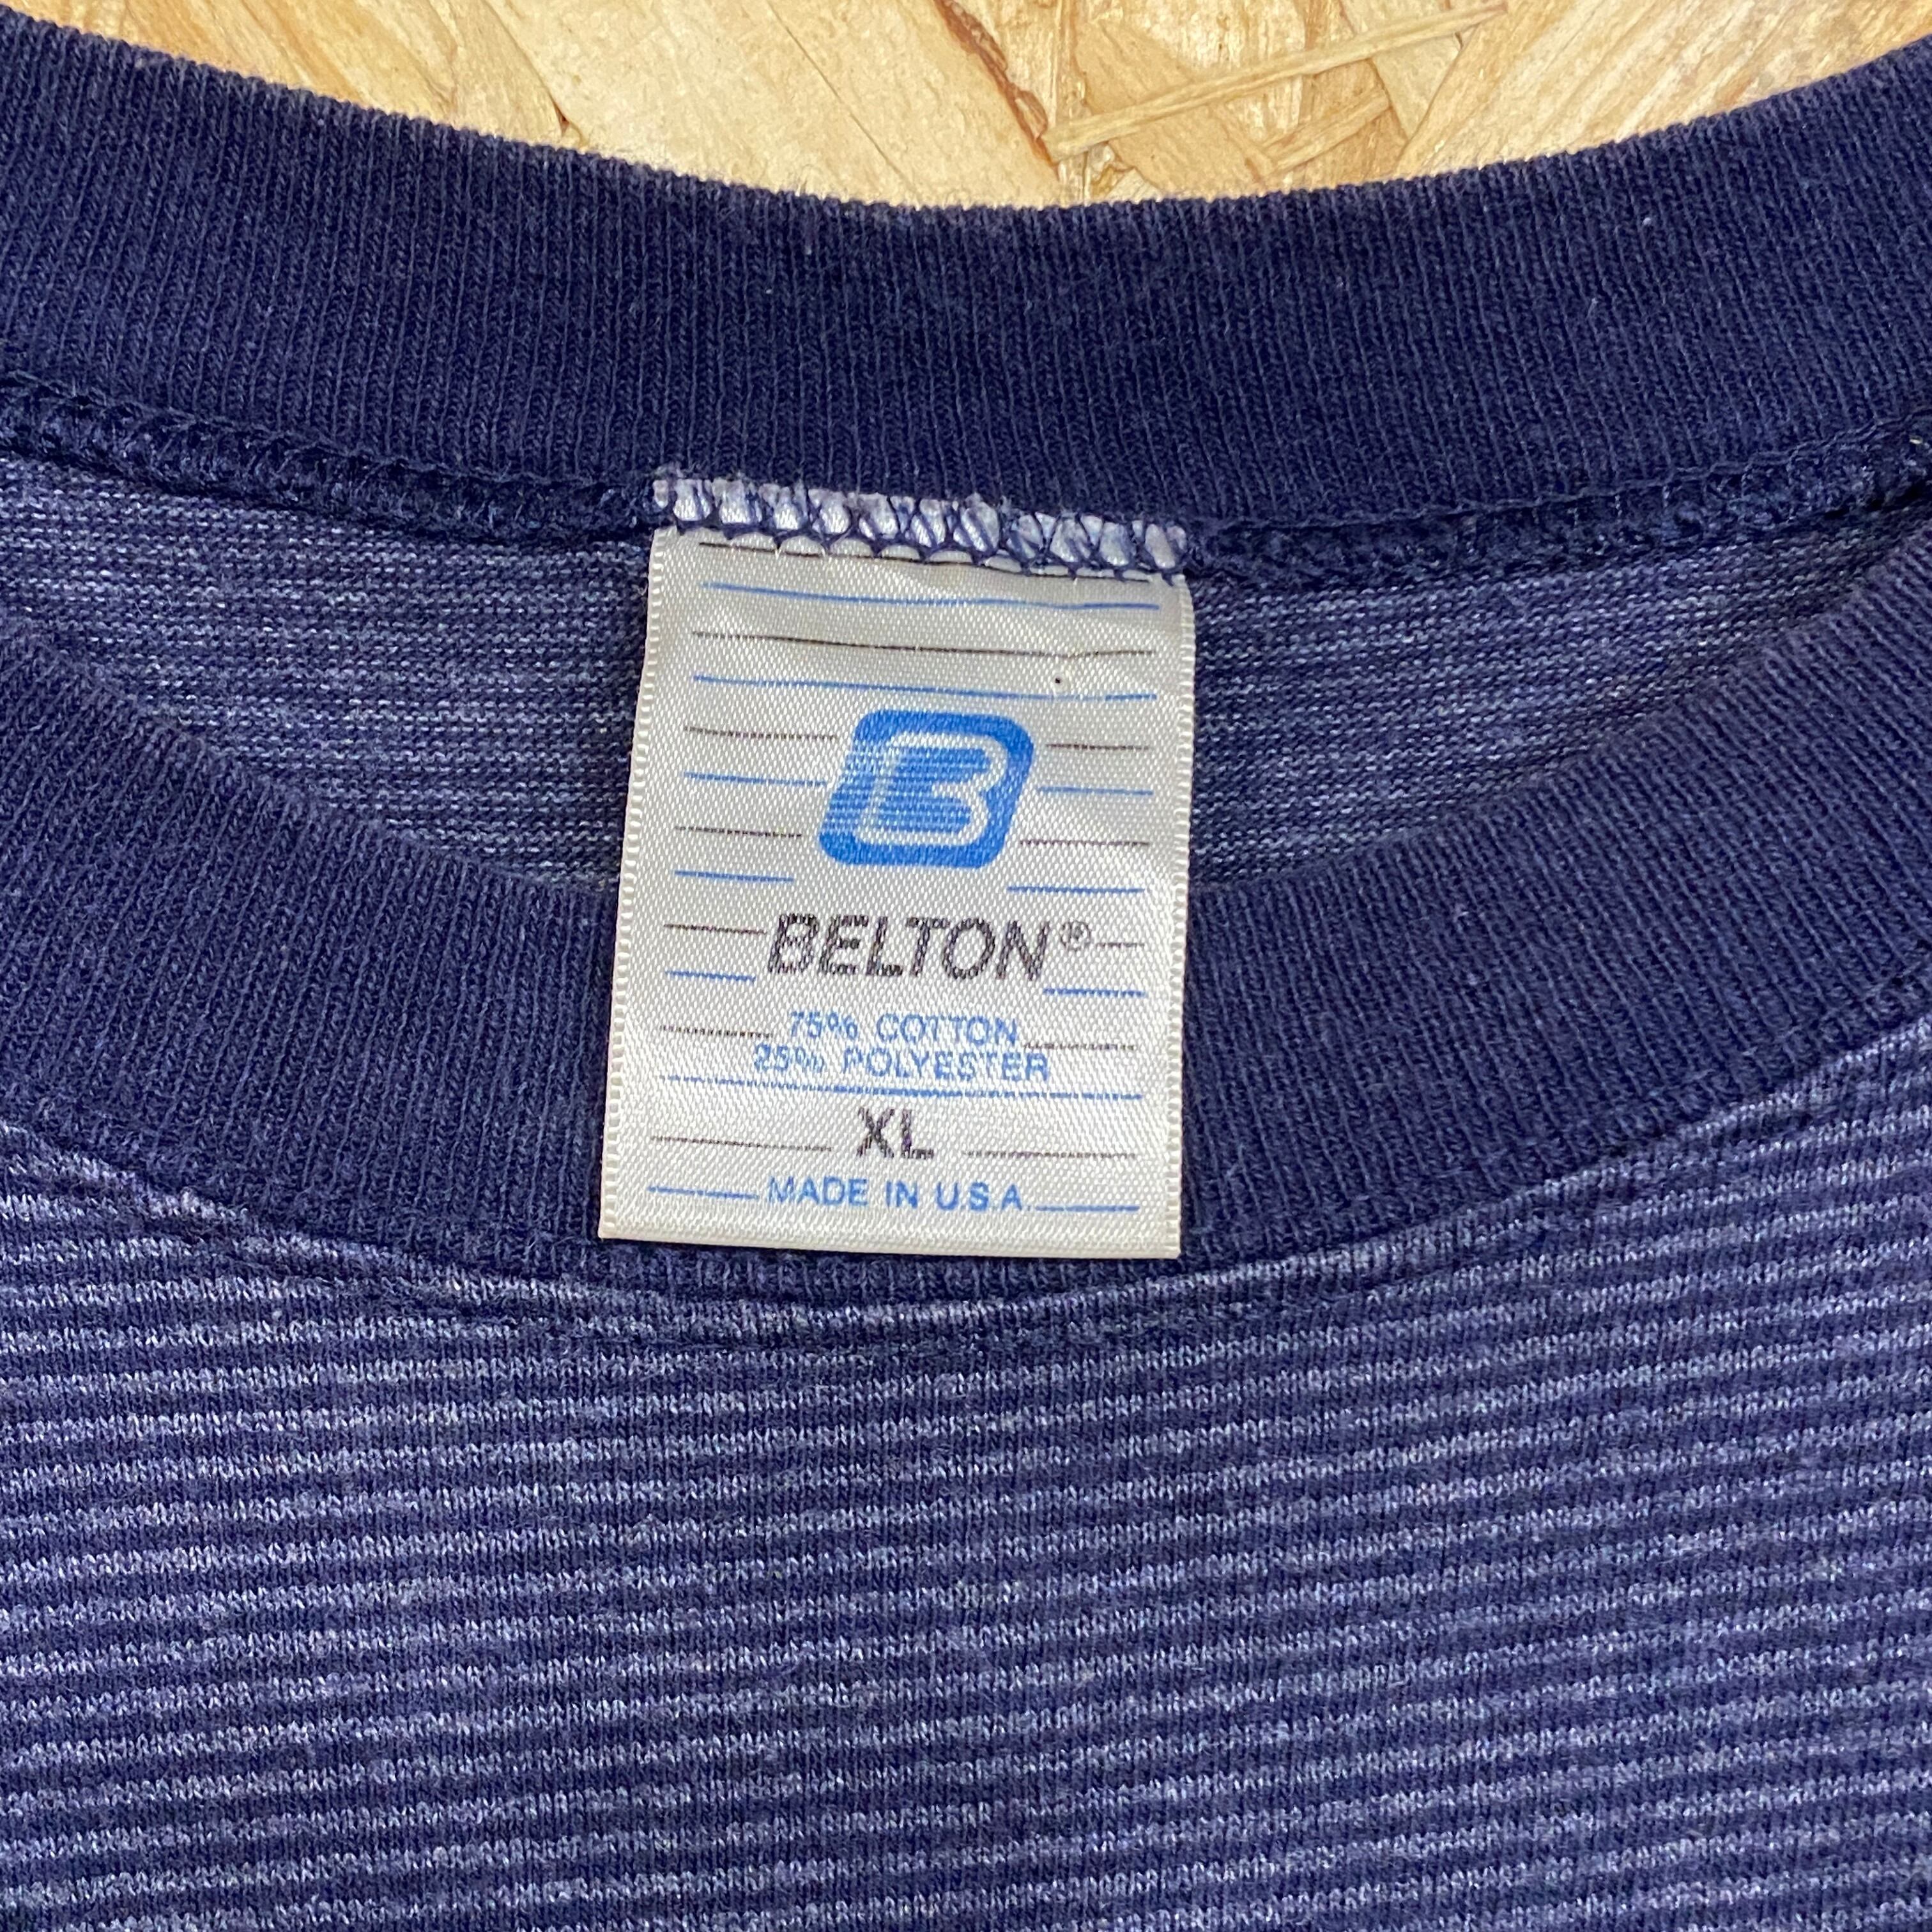 B
BELTON®
75% COTTON
25% POLYESTER
XL
MADE IN U.S.A.